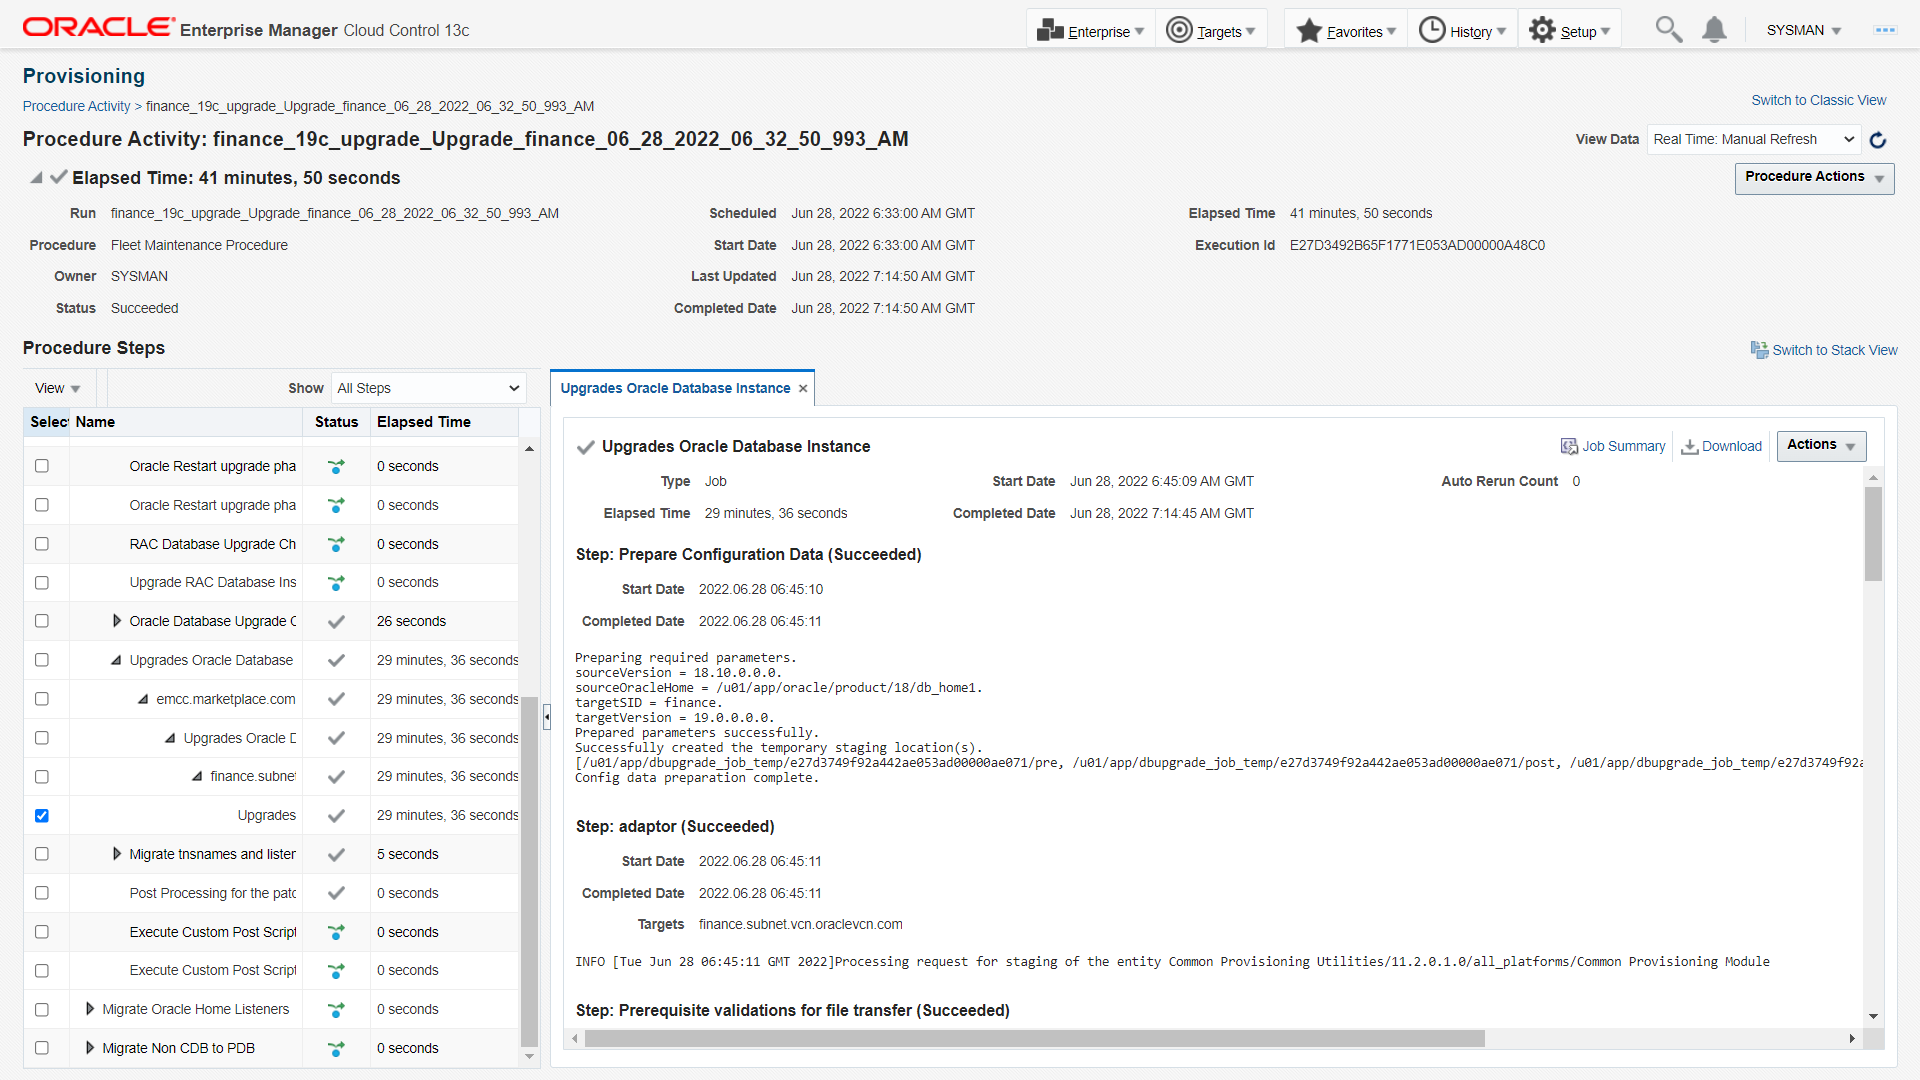 ORACLE Enterprise Manager Cloud Control 13c
Enterprise Targets Favorites History Setup SYSMAN
Provisioning
Procedure Activity > finance_19c_upgrade_Upgrade_finance_06_28_2022_06_32_50_993_AM
Switch to Classic View
Procedure Activity: finance_19c_upgrade_Upgrade_finance_06_28_2022_06_32_50_993_AM
View Data Real Time: Manual Refresh
Elapsed Time: 41 minutes, 50 seconds
Procedure Actions
Run finance_19c_upgrade_Upgrade_finance_06_28_2022_06_32_50_993_AM Scheduled Jun 28, 2022 6:33:00 AM GMT Elapsed Time 41 minutes, 50 seconds
Procedure Fleet Maintenance Procedure Start Date Jun 28, 2022 6:33:00 AM GMT Execution Id E27D3492B65F1771E053AD00000A48C0
Owner SYSMAN Last Updated Jun 28, 2022 7:14:50 AM GMT
Status Succeeded Completed Date Jun 28, 2022 7:14:50 AM GMT
Procedure Steps
Switch to Stack View
View Show All Steps
Select Name Status Elapsed Time
Oracle Restart upgrade pha 0 seconds
Oracle Restart upgrade pha 0 seconds
RAC Database Upgrade Ch 0 seconds
Upgrade RAC Database Ins 0 seconds
Oracle Database Upgrade C 26 seconds
Upgrades Oracle Database 29 minutes, 36 seconds
emcc.marketplace.com 29 minutes, 36 seconds
Upgrades Oracle D 29 minutes, 36 seconds
finance.subnet 29 minutes, 36 seconds
Upgrades 29 minutes, 36 seconds
Migrate tnsnames and listen 5 seconds
Post Processing for the patc 0 seconds
Execute Custom Post Script 0 seconds
Execute Custom Post Script 0 seconds
Migrate Oracle Home Listeners 0 seconds
Migrate Non CDB to PDB 0 seconds
Upgrades Oracle Database Instance ×
Upgrades Oracle Database Instance
Job Summary Download Actions
Type Job Start Date Jun 28, 2022 6:45:09 AM GMT Auto Rerun Count 0
Elapsed Time 29 minutes, 36 seconds Completed Date Jun 28, 2022 7:14:45 AM GMT
Step: Prepare Configuration Data (Succeeded)
Start Date 2022.06.28 06:45:10
Completed Date 2022.06.28 06:45:11
Preparing required parameters.
sourceVersion = 18.10.0.0.0.
sourceOracleHome = /u01/app/oracle/product/18/db_home1.
targetSID = finance.
targetVersion = 19.0.0.0.0.
Prepared parameters successfully.
Successfully created the temporary staging location(s).
[/u01/app/dbupgrade_job_temp/e27d3749f92a442ae053ad00000ae071/pre, /u01/app/dbupgrade_job_temp/e27d3749f92a442ae053ad00000ae071/post, /u01/app/dbupgrade_job_temp/e27d3749f92a
Config data preparation complete.
Step: adaptor (Succeeded)
Start Date 2022.06.28 06:45:11
Completed Date 2022.06.28 06:45:11
Targets finance.subnet.vcn.oraclevcn.com
INFO [Tue Jun 28 06:45:11 GMT 2022]Processing request for staging of the entity Common Provisioning Utilities/11.2.0.1.0/all_platforms/Common Provisioning Module
Step: Prerequisite validations for file transfer (Succeeded)